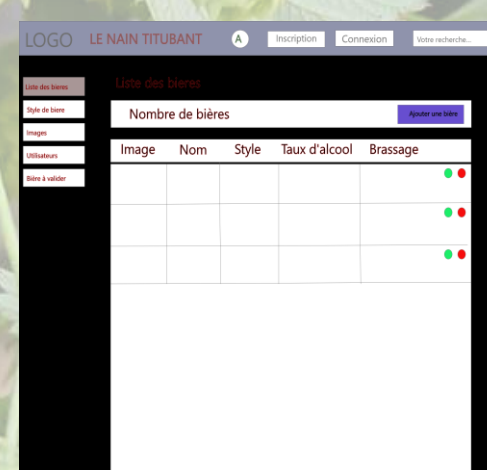 LOGO LE NAIN TITUBANT A Inscription Connexion Votre recherche...
Liste des bieres
Liste des bieres
Style de biere
Images
Utilisateurs
Bière à valider
Nombre de bières Ajouter une bière
Image Nom Style Taux d'alcool Brassage